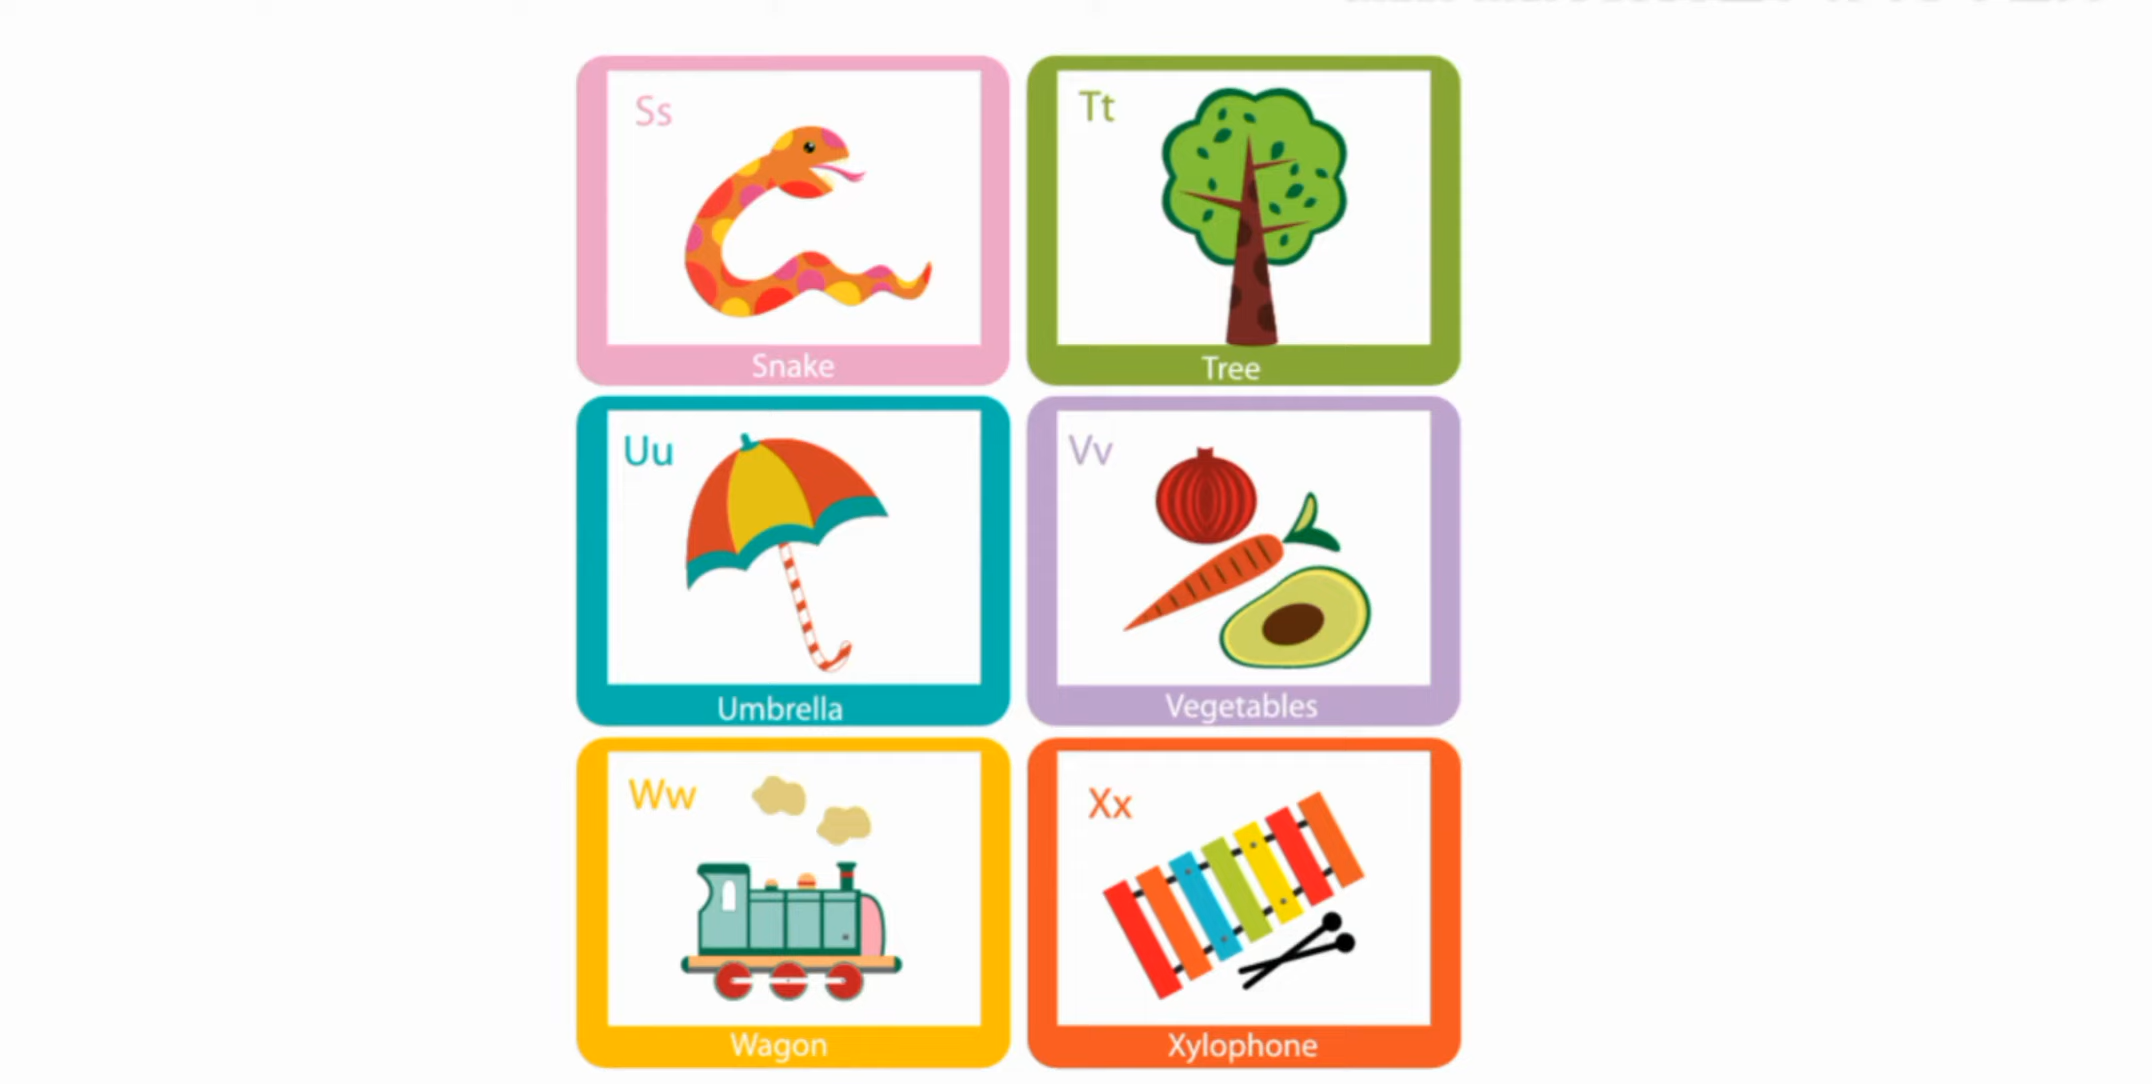 Ss
Snake
Tt
Tree
Uu
Umbrella
Vv
Vegetables
Ww
Wagon
Xx
Xylophone